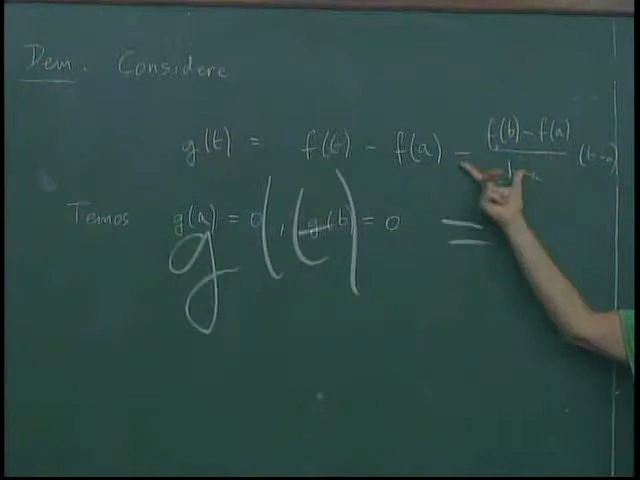 Dem. Considere
g(t) = f(t) - f(a) - f(b) - f(a) / b-a (t-a)
Temos g(a) = 0, g(b) = 0
g(t) =